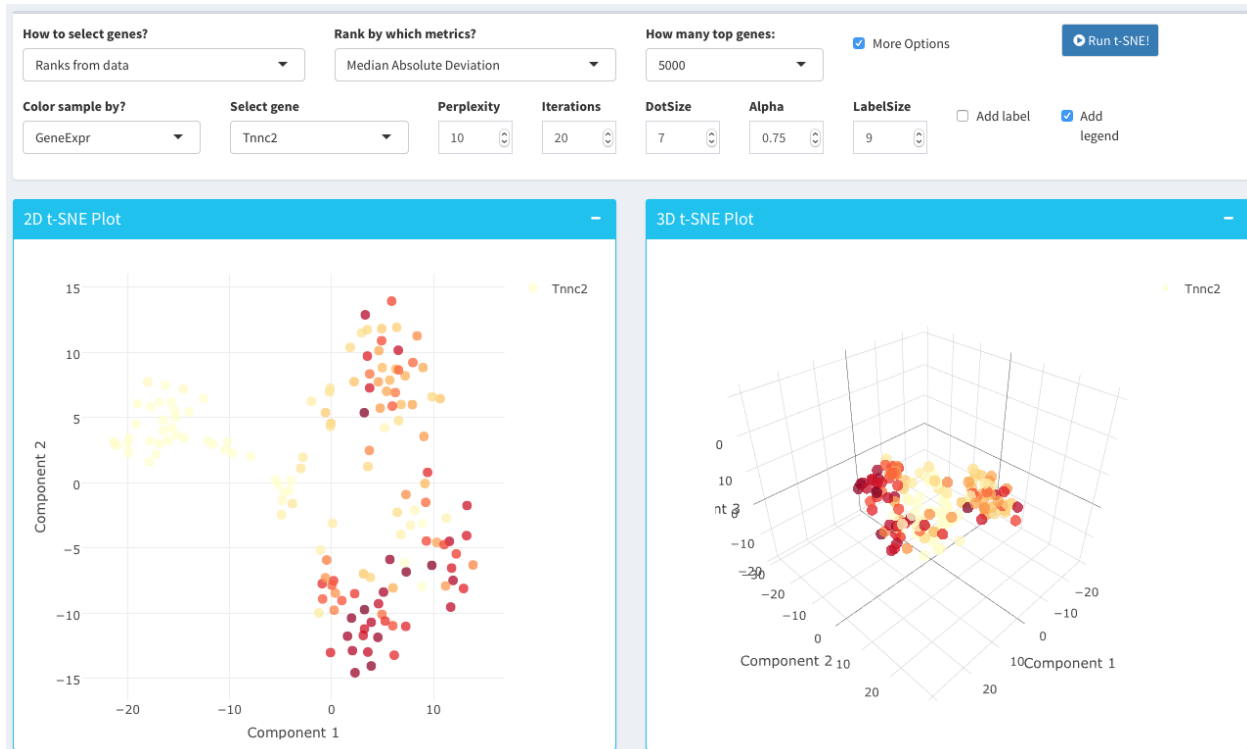 How to select genes? Rank by which metrics? How many top genes:
Ranks from data Median Absolute Deviation 5000 More Options Run t-SNE!
Color sample by? Select gene Perplexity Iterations DotSize Alpha LabelSize
GeneExpr Tnnc2 10 20 7 0.75 9 Add label Add
legend
2D t-SNE Plot
Tnnc2
15
10
5
0
−5
−10
−15
Component 2
−20 −10 0 10
Component 1
3D t-SNE Plot
Tnnc2
0
10
nt 3
−10
−20
−10
0
10
20
Component 2
−20
−10
0
10
20
Component 1